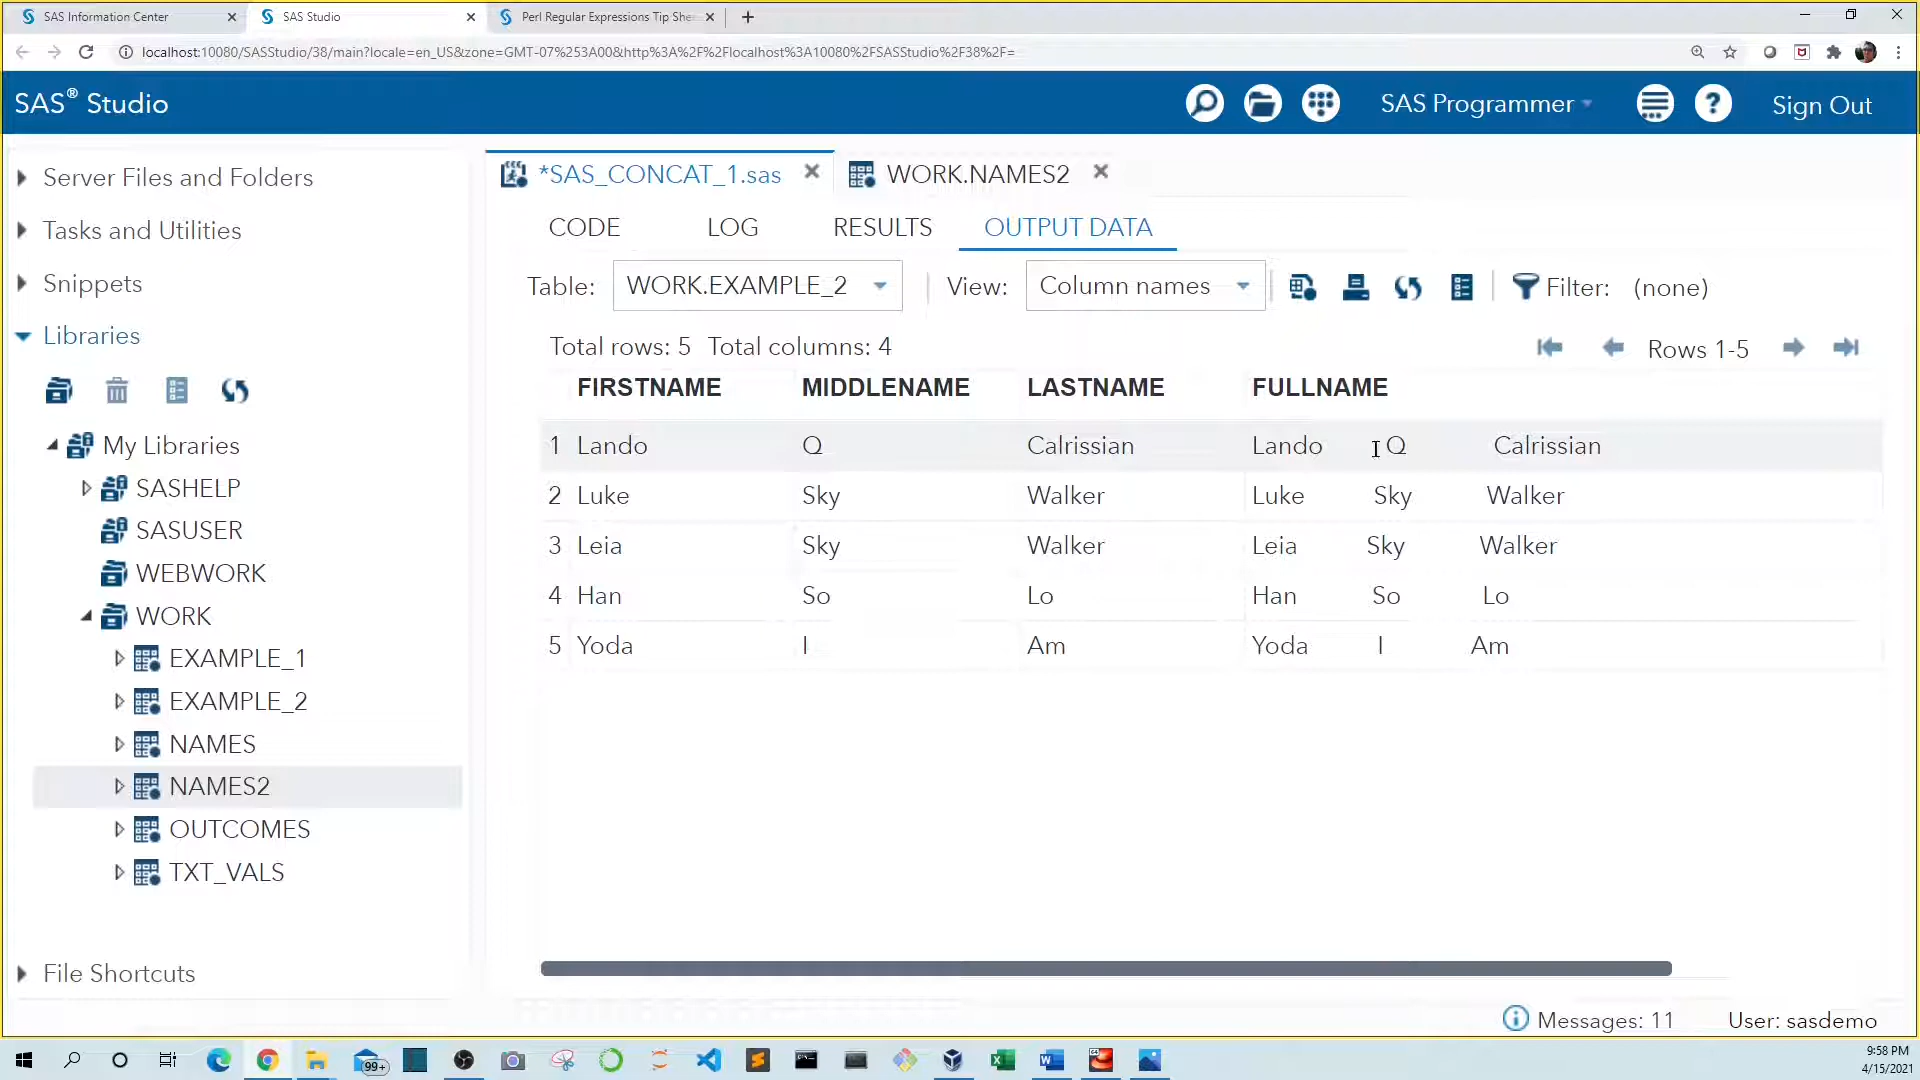 SAS Information Center
SAS Studio
Perl Regular Expressions Tip She
localhost:10080/SASStudio/38/main?locale=en_US&zone=GMT-07%253A00&http%3A%2F%2Flocalhost%3A10080%2FSASStudio%2F38%2F=
SAS® Studio
SAS Programmer
Sign Out
Server Files and Folders
Tasks and Utilities
Snippets
Libraries
My Libraries
SASHELP
SASUSER
WEBWORK
WORK
EXAMPLE_1
EXAMPLE_2
NAMES
NAMES2
OUTCOMES
TXT_VALS
File Shortcuts
*SAS_CONCAT_1.sas
WORK.NAMES2
CODE LOG RESULTS OUTPUT DATA
Table: WORK.EXAMPLE_2 View: Column names Filter: (none)
Total rows: 5 Total columns: 4 Rows 1-5
FIRSTNAME MIDDLENAME LASTNAME FULLNAME
1 Lando Q Calrissian Lando Q Calrissian
2 Luke Sky Walker Luke Sky Walker
3 Leia Sky Walker Leia Sky Walker
4 Han So Lo Han So Lo
5 Yoda I Am Yoda I Am
Messages: 11 User: sasdemo
99+
9:58 PM
4/15/2021